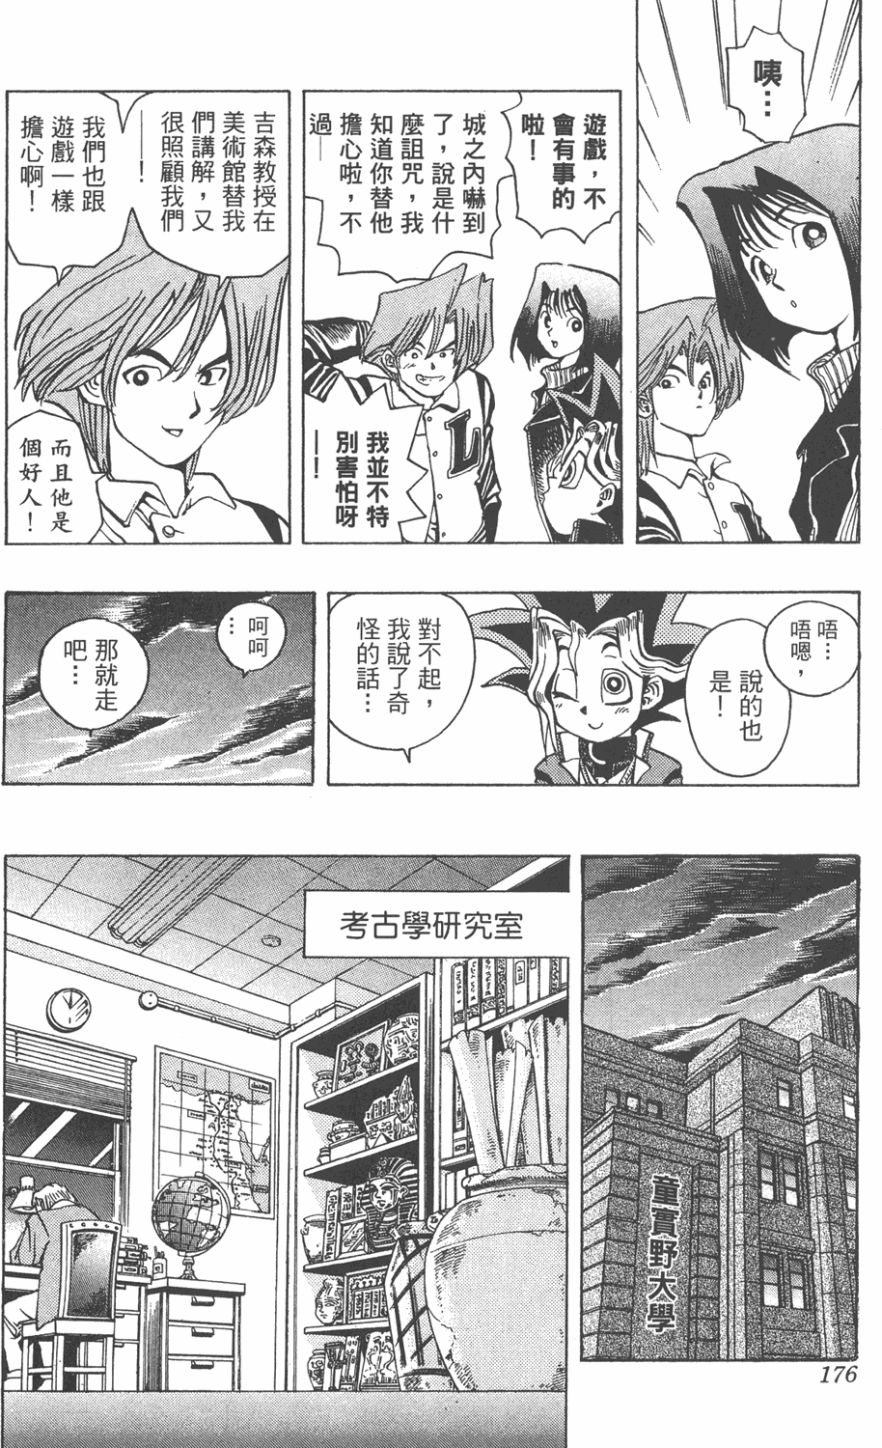 咦…
遊戲，不
會有事的
啦！
城之內嚇到
了，說是什
麼詛咒，我
知道你替他
擔心啦，不
過—
我並不特
別害怕呀
——！
吉森教授在
美術館替我
們講解，又
很照顧我們
——！
我們也跟
遊戲一樣
擔心啊！
而且他是
個好人！
唔…
唔嗯，
說的也
是！
對不起，
我說了奇
怪的話…
呵呵
…
那就走
吧…
童實野大學
考古學研究室
176
L